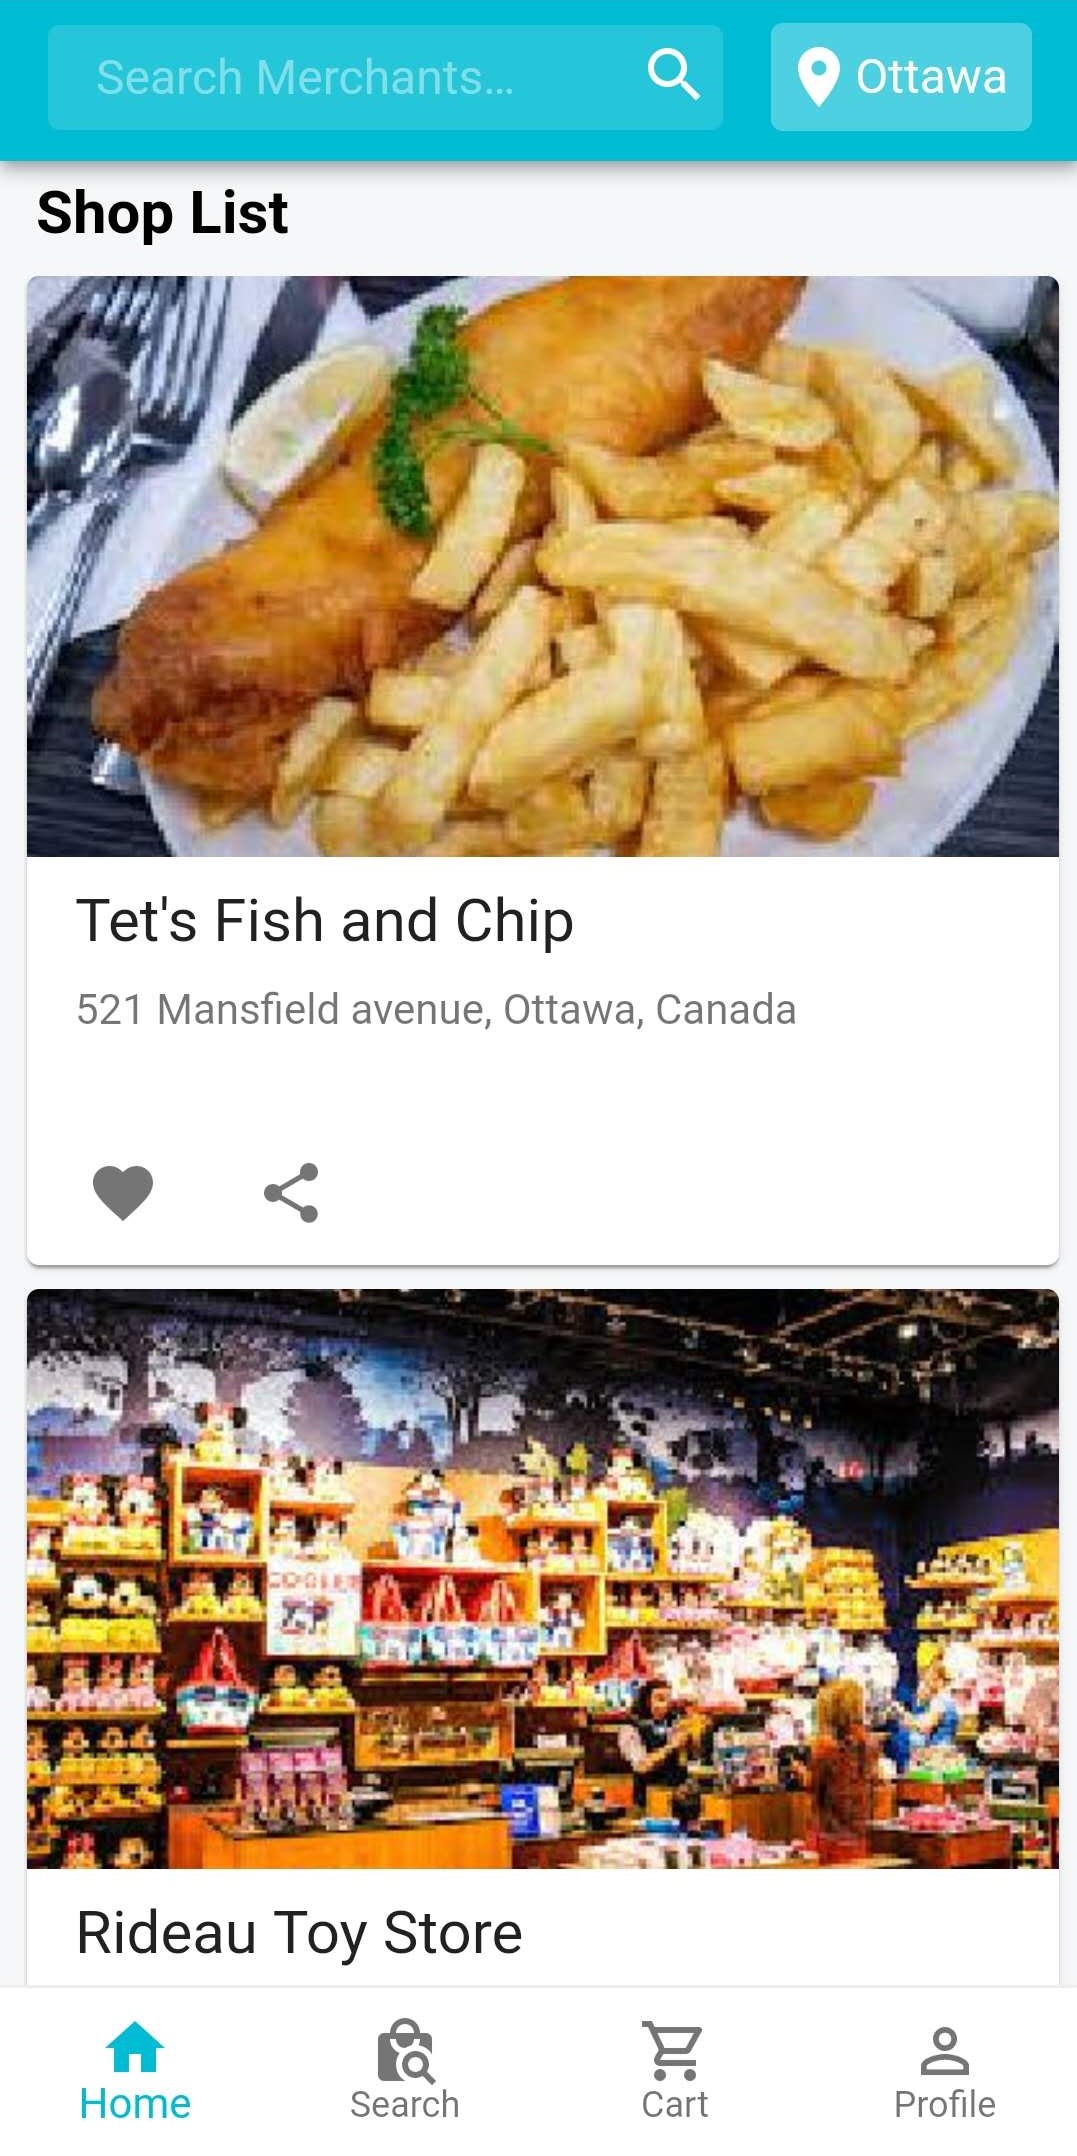 Search Merchants...
Ottawa
Shop List
Tet's Fish and Chip
521 Mansfield avenue, Ottawa, Canada
Rideau Toy Store
Home
Search
Cart
Profile